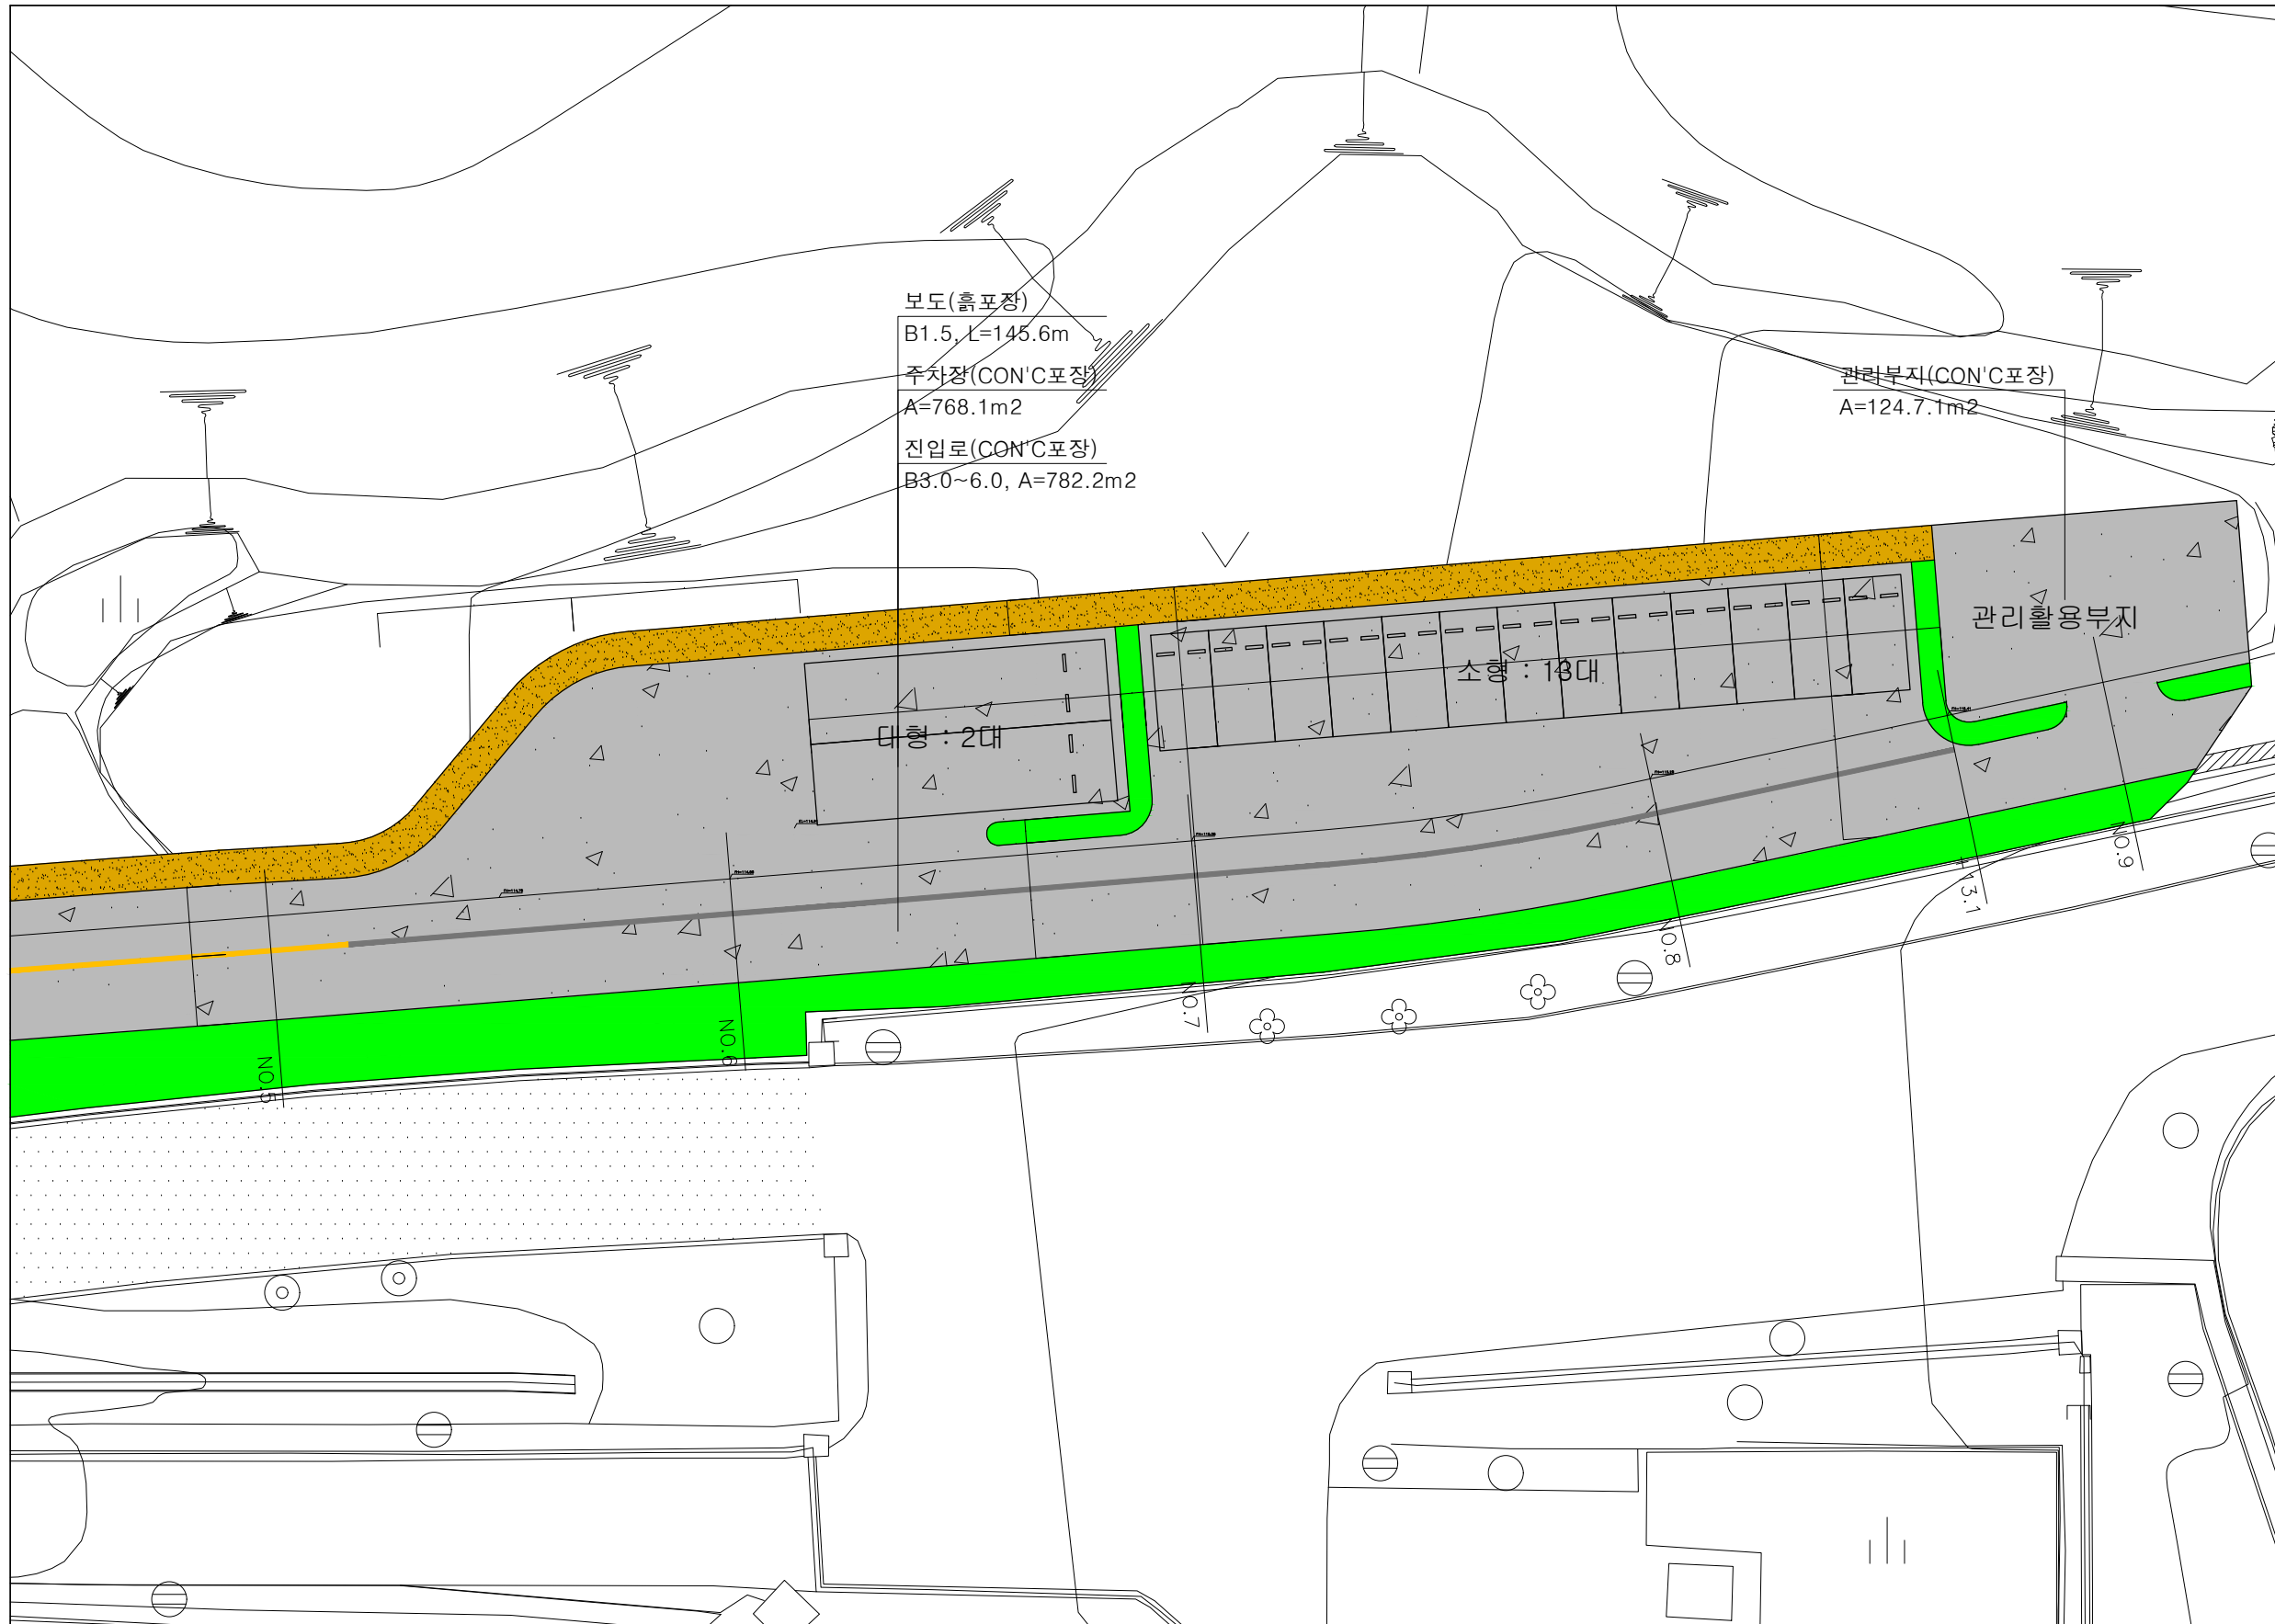 보도(흙포장)
B1.5, L=145.6m
주차장(CON'C포장)
A=768.1m2
진입로(CON'C포장)
B3.0~6.0, A=782.2m2
관리부지(CON'C포장)
A=124.7.1m2
관리활용부지
소형 : 13대
대형 : 2대
NO.5
NO.6
NO.7
NO.8
13.1
NO.9